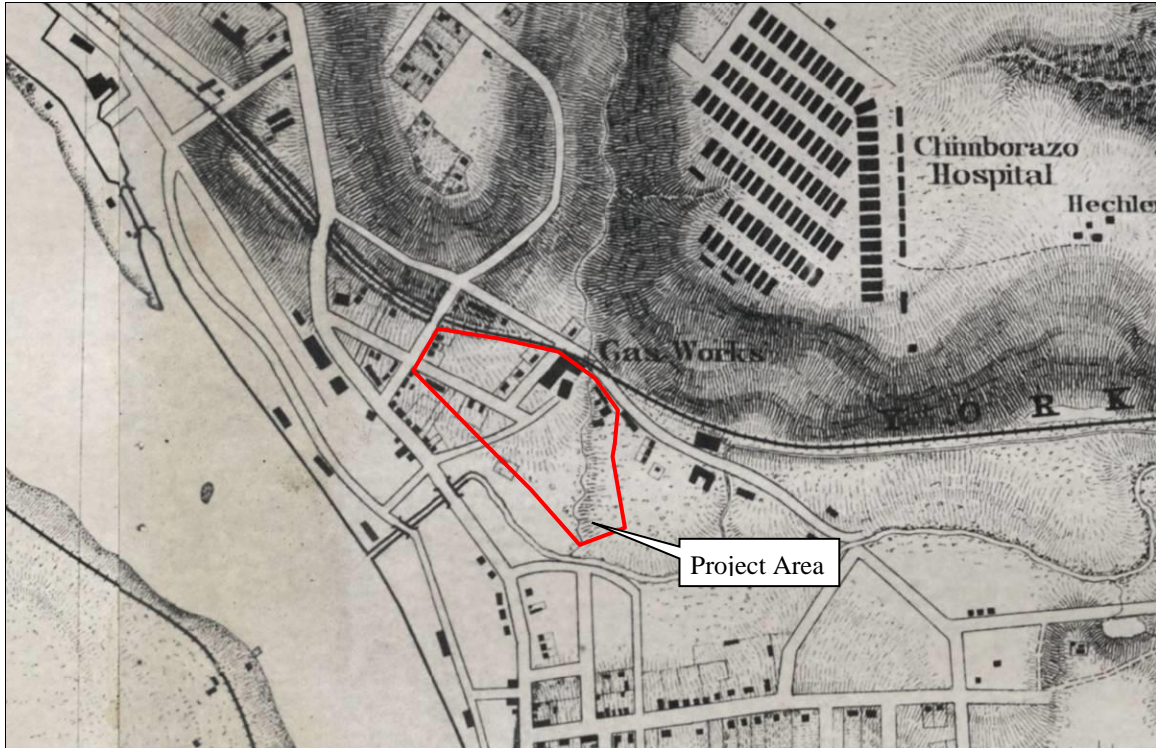 Chimborazo
Hospital
Hechler
Gas Works
Y O R K
Project Area